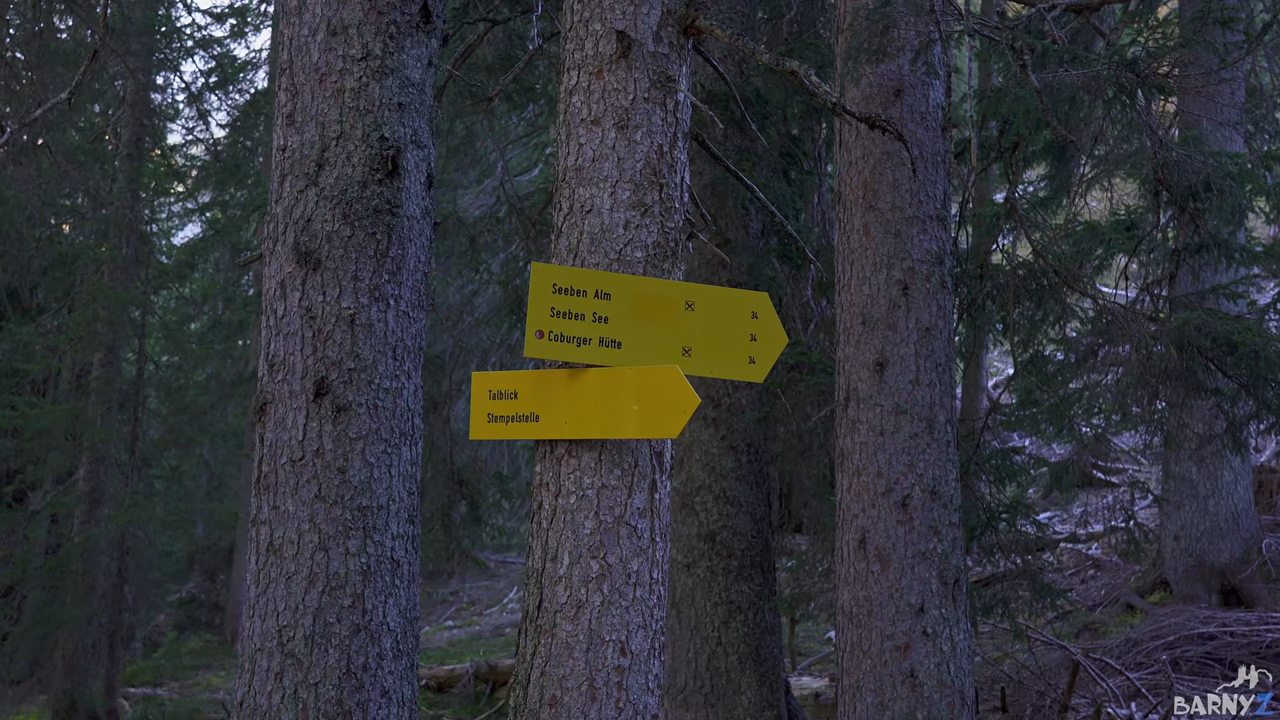 Seeben Alm 34
Seeben See 34
Coburger Hütte 34
Talblick
Stempelstelle
BARNYZ